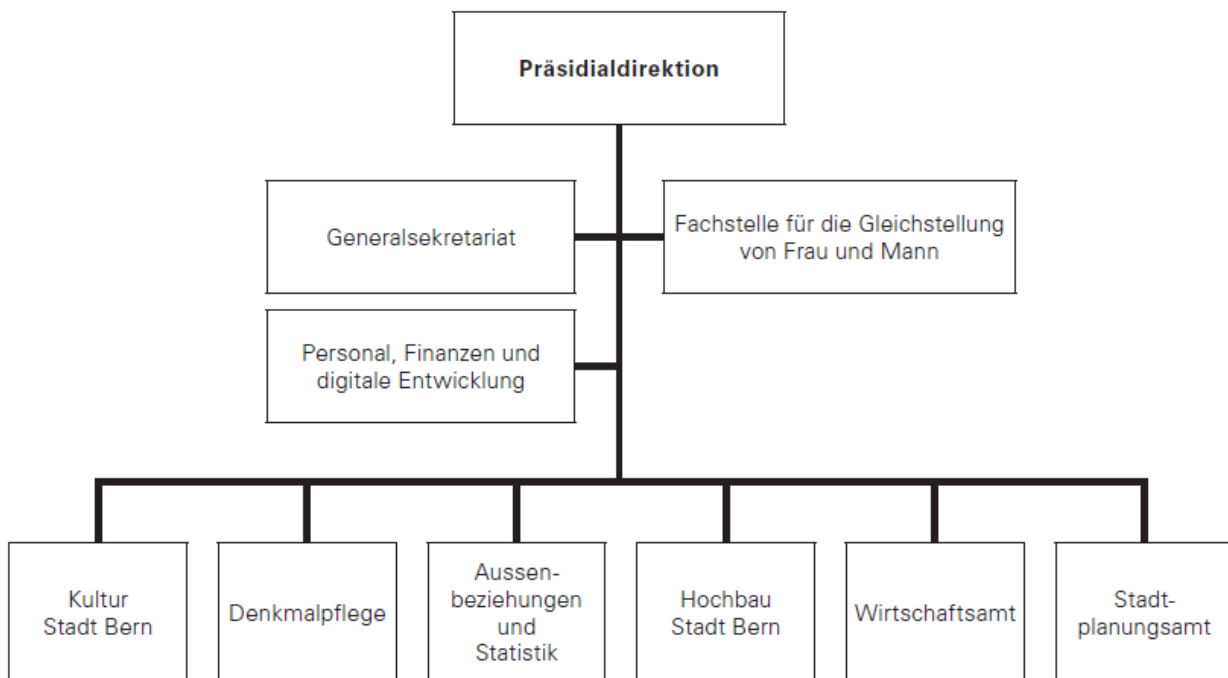 Präsidialdirektion
Generalsekretariat
Fachstelle für die Gleichstellung
von Frau und Mann
Personal, Finanzen und
digitale Entwicklung
Kultur
Stadt Bern
Denkmalpflege
Aussen-
beziehungen
und
Statistik
Hochbau
Stadt Bern
Wirtschaftsamt
Stadt-
planungsamt